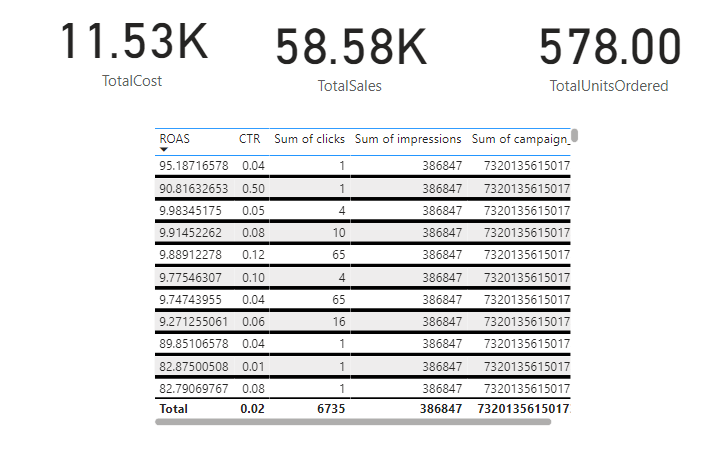 11.53K 58.58K 578.00
TotalCost TotalSales TotalUnitsOrdered
ROAS CTR Sum of clicks Sum of impressions Sum of campaign_
95.18716578 0.04 1 386847 7320135615017
90.81632653 0.50 1 386847 7320135615017
9.98345175 0.05 4 386847 7320135615017
9.91452262 0.08 10 386847 7320135615017
9.88912278 0.12 65 386847 7320135615017
9.77546307 0.10 4 386847 7320135615017
9.74743955 0.04 65 386847 7320135615017
9.271255061 0.06 16 386847 7320135615017
89.85106578 0.04 1 386847 7320135615017
82.87500508 0.01 1 386847 7320135615017
82.79069767 0.08 1 386847 7320135615017
Total 0.02 6735 386847 7320135615017